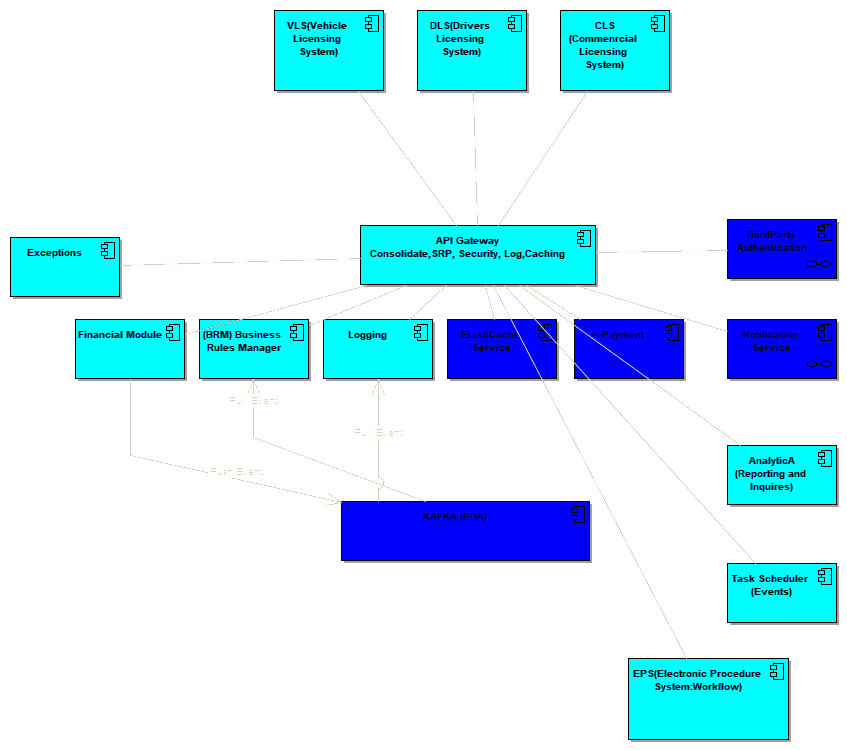 VLS(Vehicle
Licensing
System)
DLS(Drivers
Licensing
System)
CLS
(Commenrcial
Licensing
System)
API Gateway
Consolidate,SRP, Security, Log,Caching
Exceptions
ThirdParty
Authentication
Financial Module
(BRM) Business
Rules Manager
Logging
ElastiCache
Service
e-Payment
Notification
Service
Pull Event
Pull Event
Push Event
KAFKA (EDA)
AnalyticA
(Reporting and
Inquires)
Task Scheduler
(Events)
EPS(Electronic Procedure
System:Workflow)